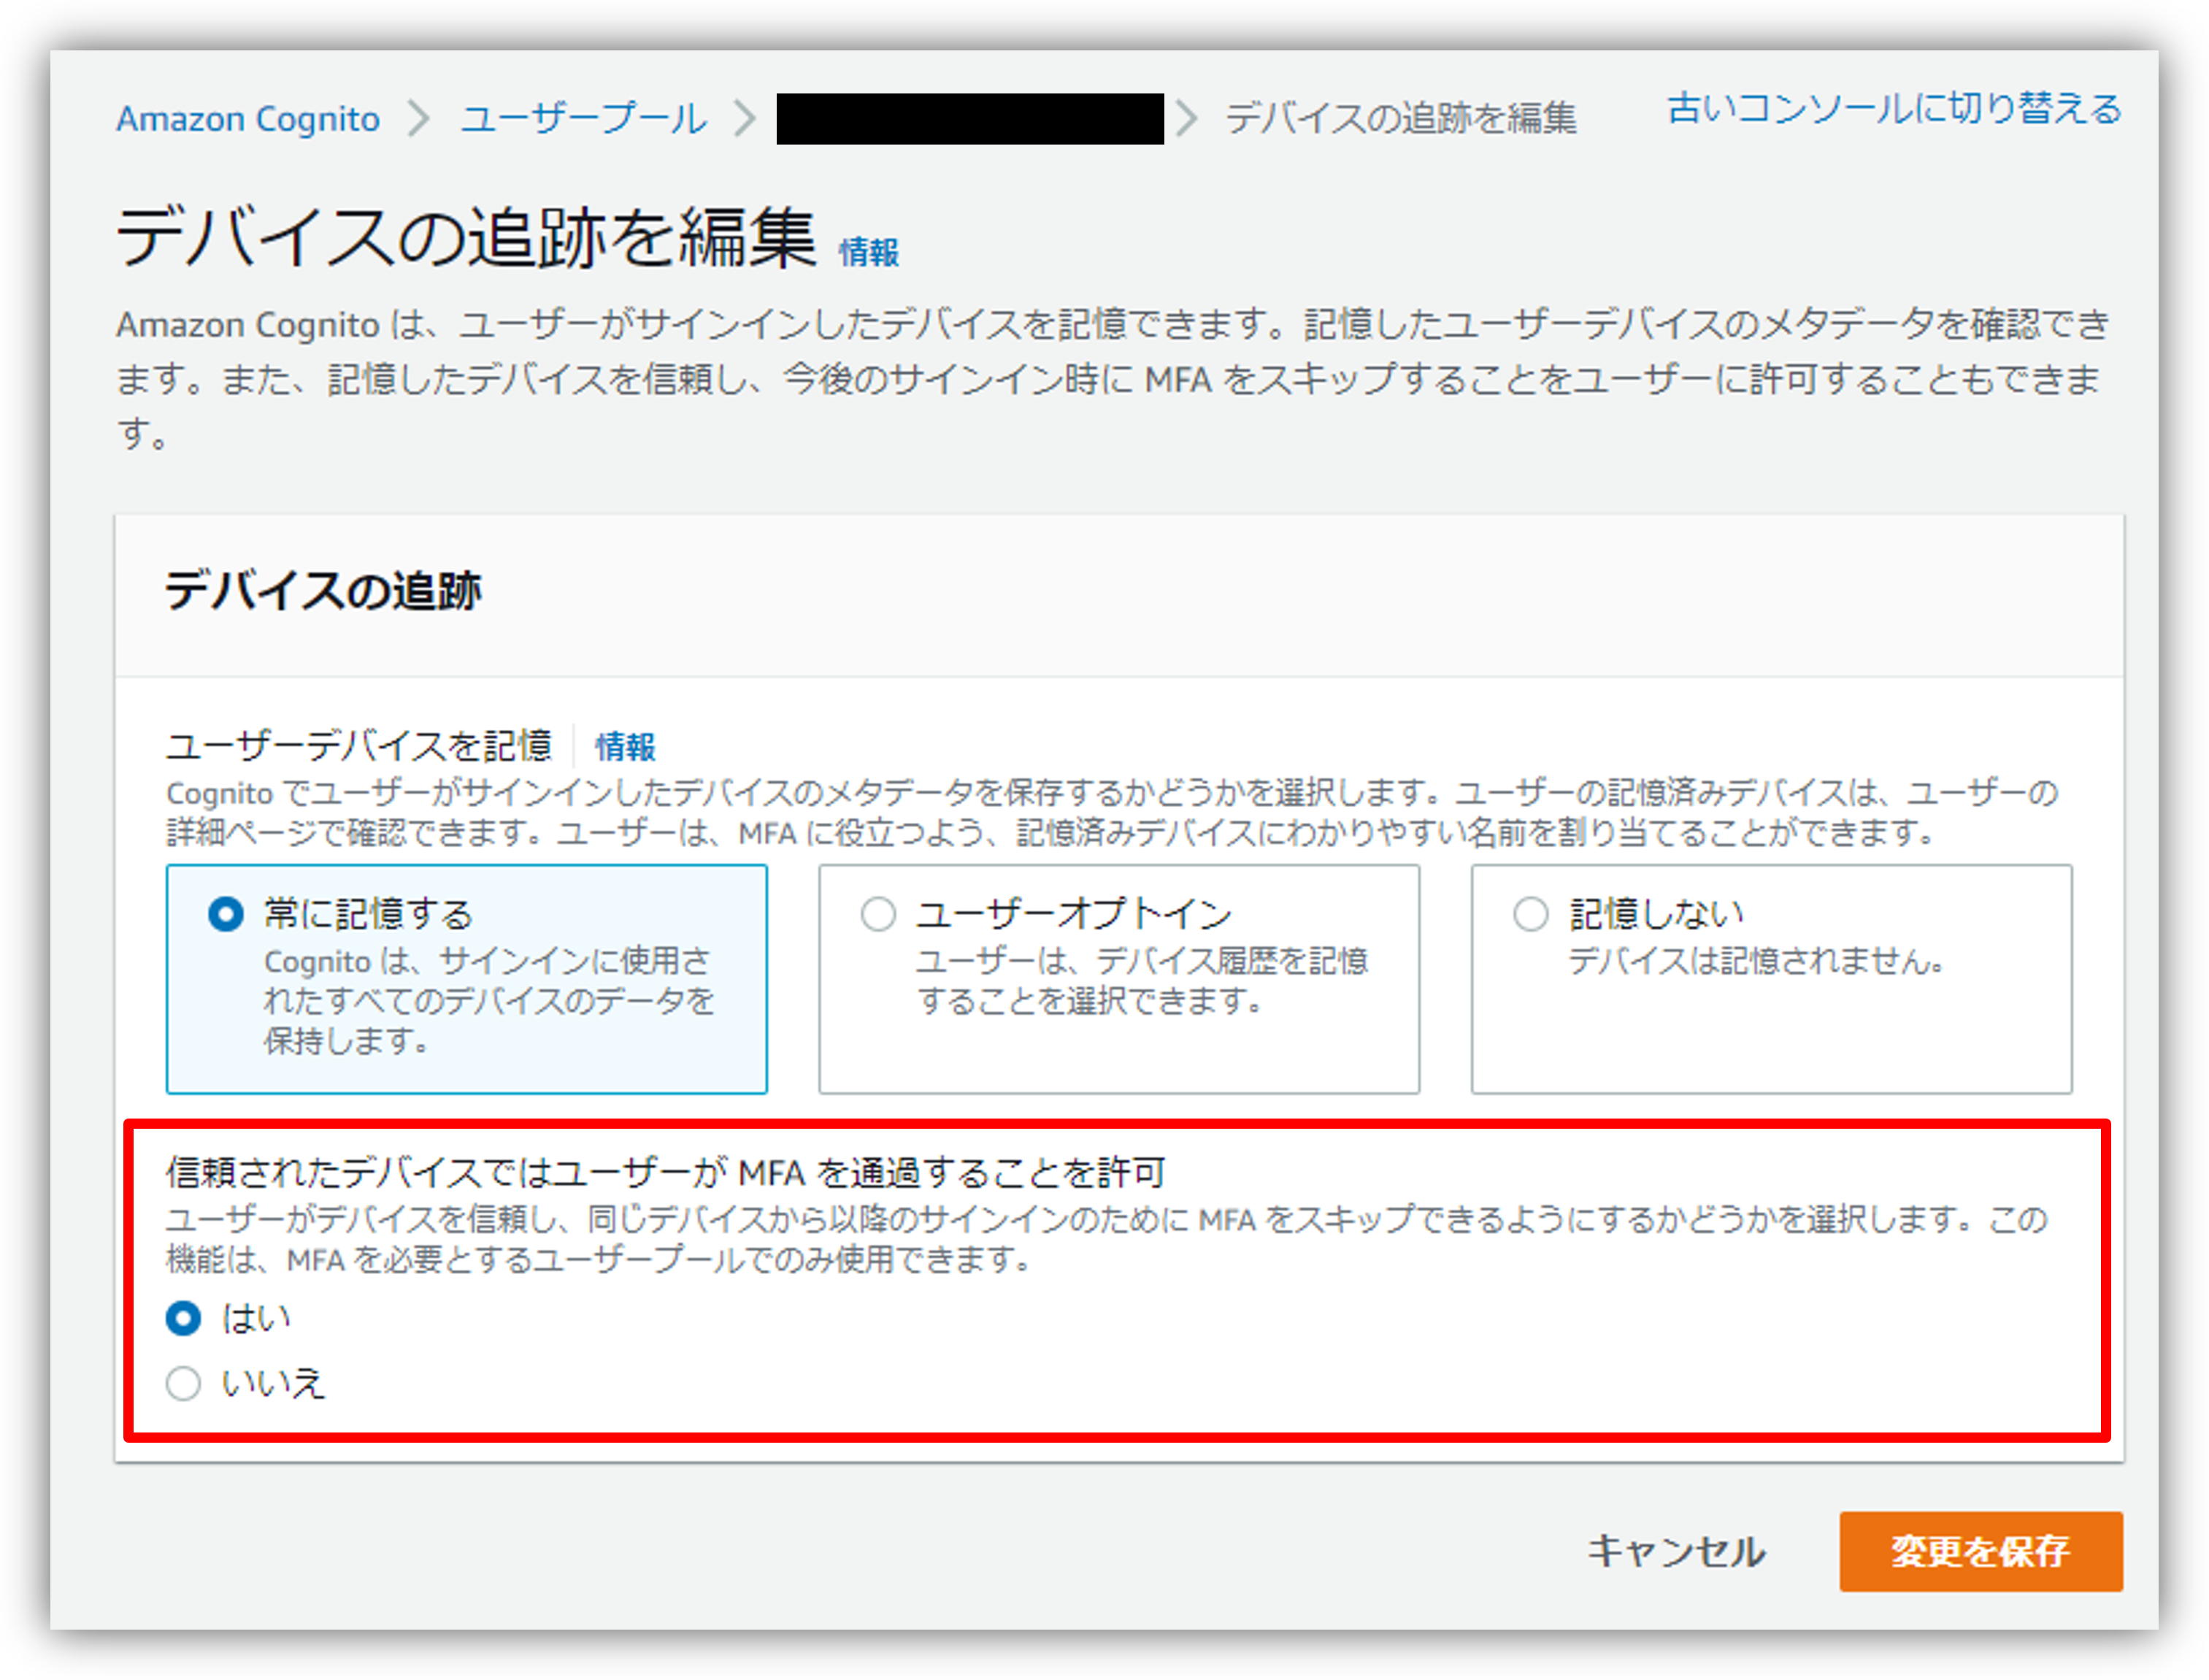 Amazon Cognito > ユーザープール > > デバイスの追跡を編集
古いコンソールに切り替える
デバイスの追跡を編集 情報
Amazon Cognito は、ユーザーがサインインしたデバイスを記憶できます。記憶したユーザーデバイスのメタデータを確認でき
ます。また、記憶したデバイスを信頼し、今後のサインイン時に MFA をスキップすることをユーザーに許可することもできま
す。
デバイスの追跡
ユーザーデバイスを記憶 情報
Cognito でユーザーがサインインしたデバイスのメタデータを保存するかどうかを選択します。ユーザーの記憶済みデバイスは、ユーザーの
詳細ページで確認できます。ユーザーは、MFA に役立つよう、記憶済みデバイスにわかりやすい名前を割り当てることができます。
常に記憶する
Cognito は、サインインに使用さ
れたすべてのデバイスのデータを
保持します。
ユーザーオプトイン
ユーザーは、デバイス履歴を記憶
することを選択できます。
記憶しない
デバイスは記憶されません。
信頼されたデバイスではユーザーが MFA を通過することを許可
ユーザーがデバイスを信頼し、同じデバイスから以降のサインインのために MFA をスキップできるようにするかどうかを選択します。この
機能は、MFA を必要とするユーザープールでのみ使用できます。
はい
いいえ
キャンセル
変更を保存